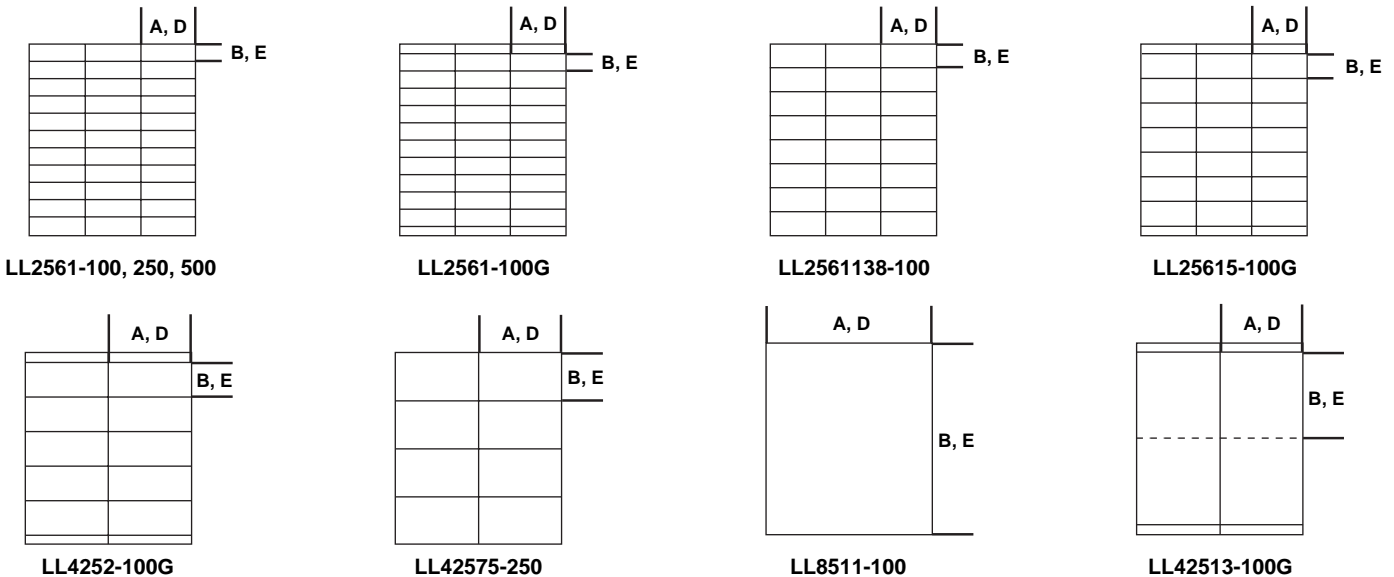 A, D
B, E
LL2561-100, 250, 500
A, D
B, E
LL2561-100G
A, D
B, E
LL2561138-100
A, D
B, E
LL25615-100G
A, D
B, E
LL4252-100G
A, D
B, E
LL42575-250
A, D
B, E
LL8511-100
A, D
B, E
LL42513-100G